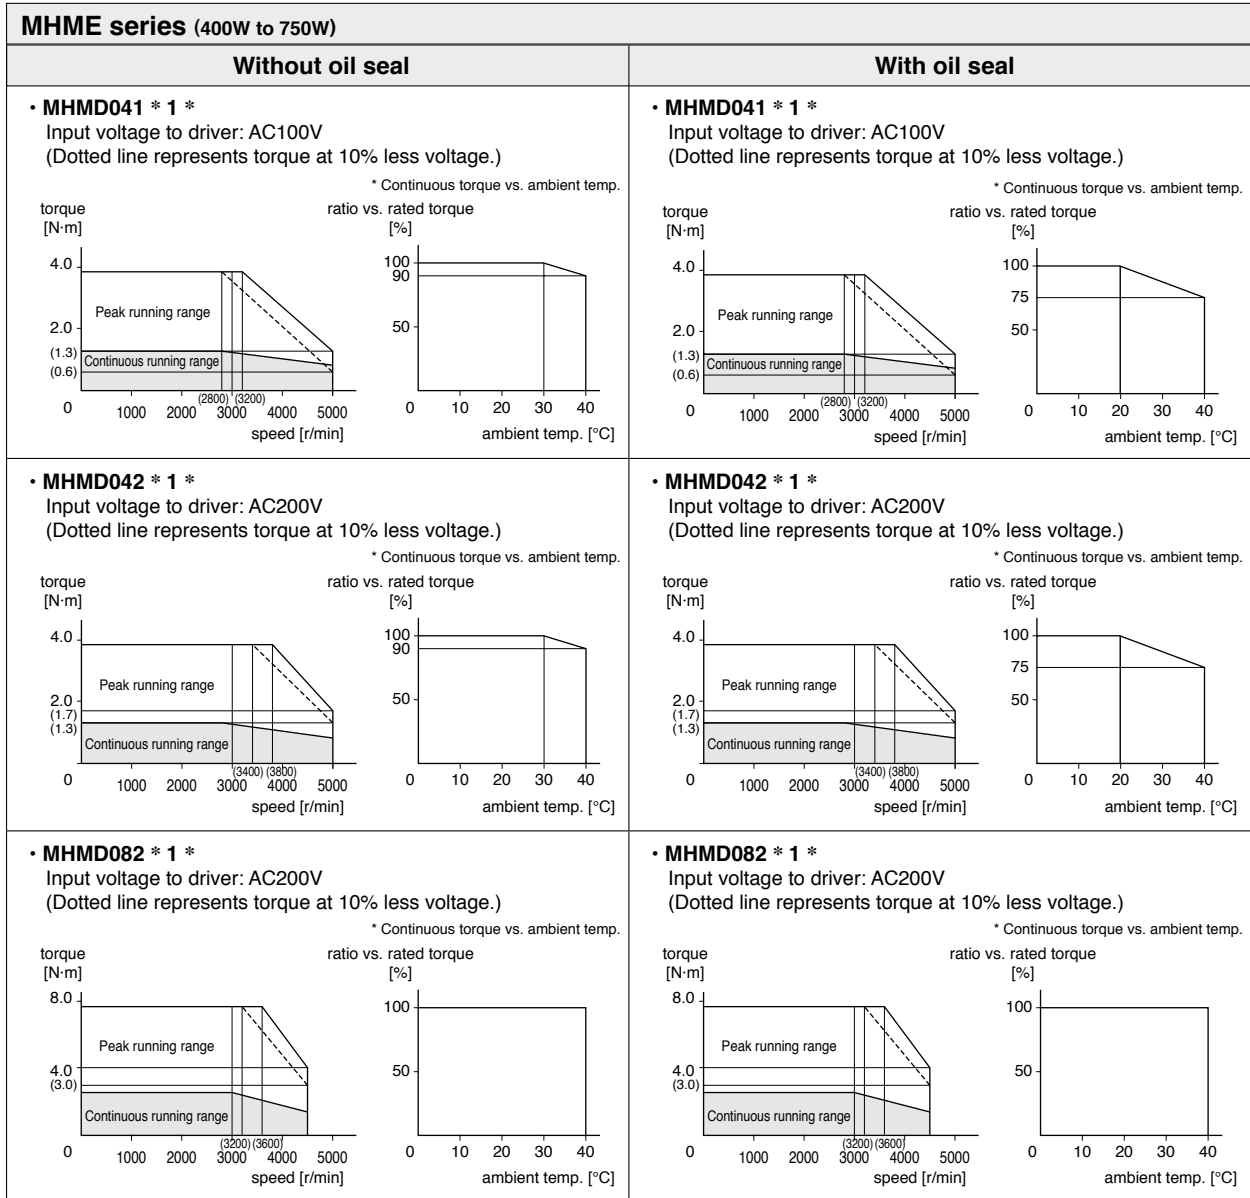 MHME series (400W to 750W)
Without oil seal
With oil seal
・MHMD041 * 1 *
Input voltage to driver: AC100V
(Dotted line represents torque at 10% less voltage.)
* Continuous torque vs. ambient temp.
torque
[N·m]
4.0
2.0
(1.3)
(0.6)
Peak running range
Continuous running range
(2800) (3200)
0 1000 2000 3000 4000 5000
speed [r/min]
ratio vs. rated torque
[%]
100
90
50
0 10 20 30 40
ambient temp. [°C]
・MHMD041 * 1 *
Input voltage to driver: AC100V
(Dotted line represents torque at 10% less voltage.)
* Continuous torque vs. ambient temp.
torque
[N·m]
4.0
2.0
(1.3)
(0.6)
Peak running range
Continuous running range
(2800) (3200)
0 1000 2000 3000 4000 5000
speed [r/min]
ratio vs. rated torque
[%]
100
75
50
0 10 20 30 40
ambient temp. [°C]
・MHMD042 * 1 *
Input voltage to driver: AC200V
(Dotted line represents torque at 10% less voltage.)
* Continuous torque vs. ambient temp.
torque
[N·m]
4.0
2.0
(1.7)
(1.3)
Peak running range
Continuous running range
(3400) (3800)
0 1000 2000 3000 4000 5000
speed [r/min]
ratio vs. rated torque
[%]
100
90
50
0 10 20 30 40
ambient temp. [°C]
・MHMD042 * 1 *
Input voltage to driver: AC200V
(Dotted line represents torque at 10% less voltage.)
* Continuous torque vs. ambient temp.
torque
[N·m]
4.0
2.0
(1.7)
(1.3)
Peak running range
Continuous running range
(3400) (3800)
0 1000 2000 3000 4000 5000
speed [r/min]
ratio vs. rated torque
[%]
100
75
50
0 10 20 30 40
ambient temp. [°C]
・MHMD082 * 1 *
Input voltage to driver: AC200V
(Dotted line represents torque at 10% less voltage.)
* Continuous torque vs. ambient temp.
torque
[N·m]
8.0
4.0
(3.0)
Peak running range
Continuous running range
(3200) (3600)
0 1000 2000 3000 4000 5000
speed [r/min]
ratio vs. rated torque
[%]
100
50
0 10 20 30 40
ambient temp. [°C]
・MHMD082 * 1 *
Input voltage to driver: AC200V
(Dotted line represents torque at 10% less voltage.)
* Continuous torque vs. ambient temp.
torque
[N·m]
8.0
4.0
(3.0)
Peak running range
Continuous running range
(3200) (3600)
0 1000 2000 3000 4000 5000
speed [r/min]
ratio vs. rated torque
[%]
100
50
0 10 20 30 40
ambient temp. [°C]